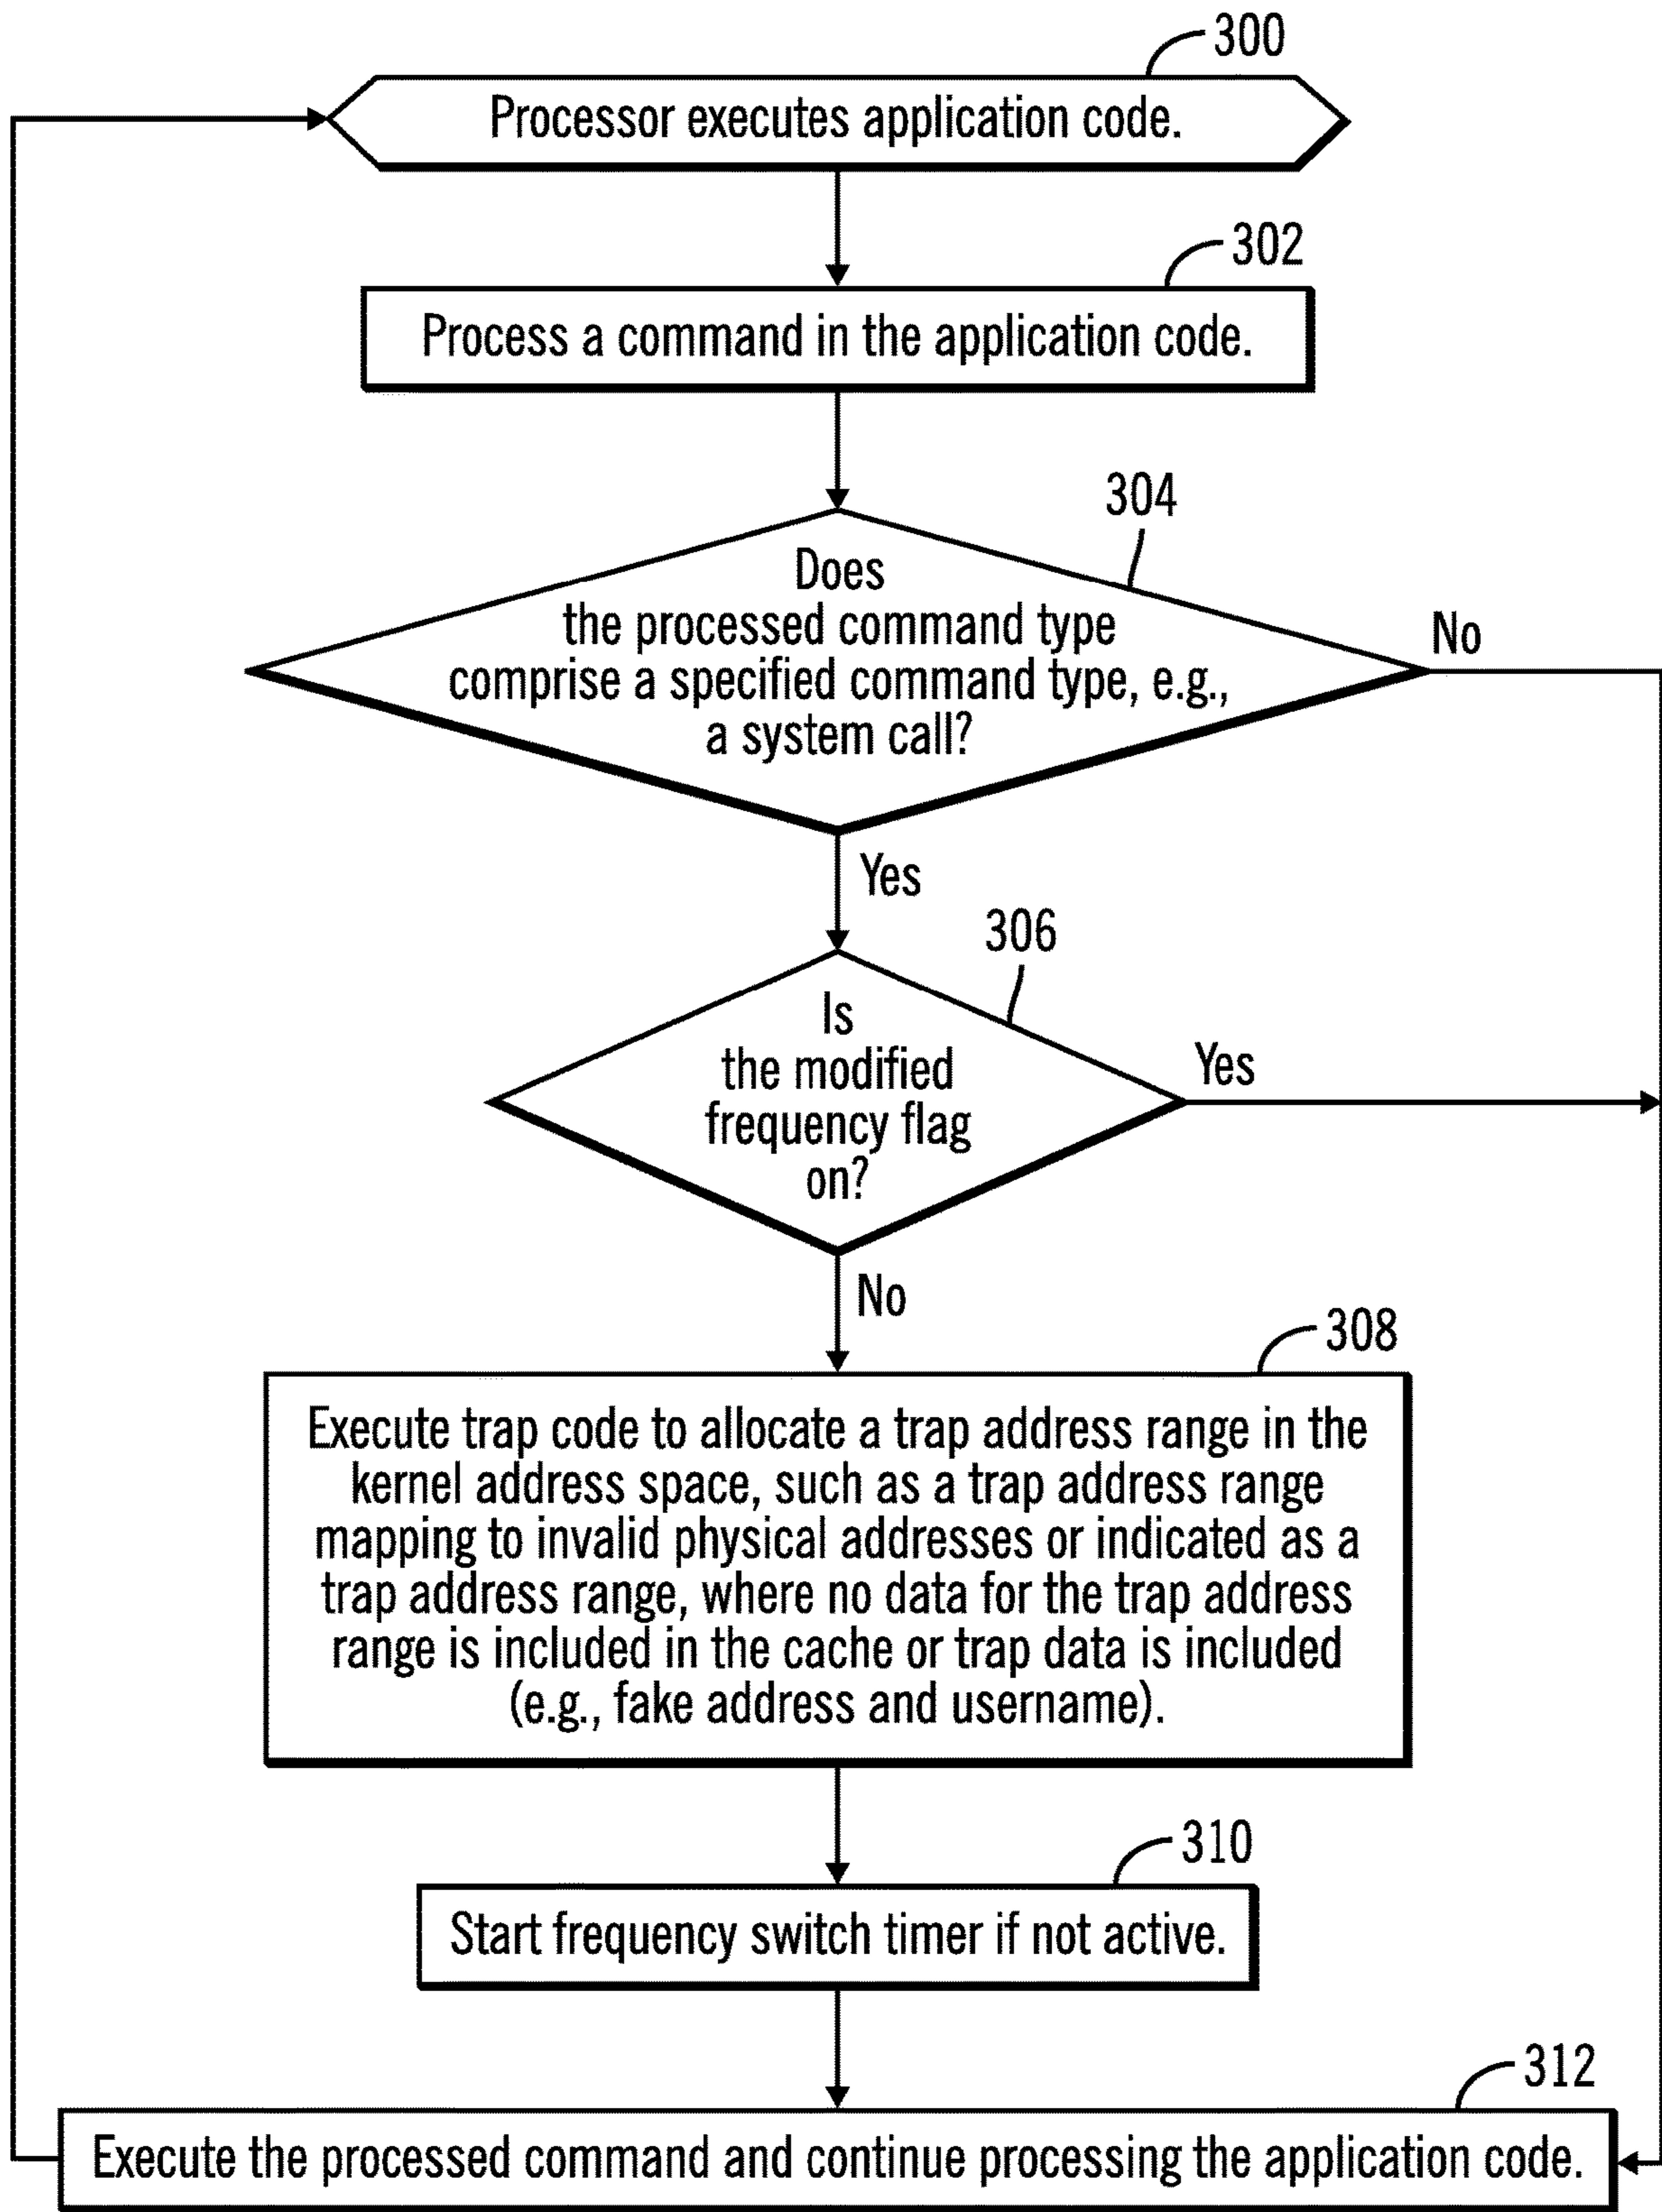 300
Processor executes application code.
302
Process a command in the application code.
304
Does
the processed command type
comprise a specified command type, e.g.,
a system call?
No
Yes
306
Is
the modified
frequency flag
on?
Yes
No
308
Execute trap code to allocate a trap address range in the
kernel address space, such as a trap address range
mapping to invalid physical addresses or indicated as a
trap address range, where no data for the trap address
range is included in the cache or trap data is included
(e.g., fake address and username).
310
Start frequency switch timer if not active.
312
Execute the processed command and continue processing the application code.